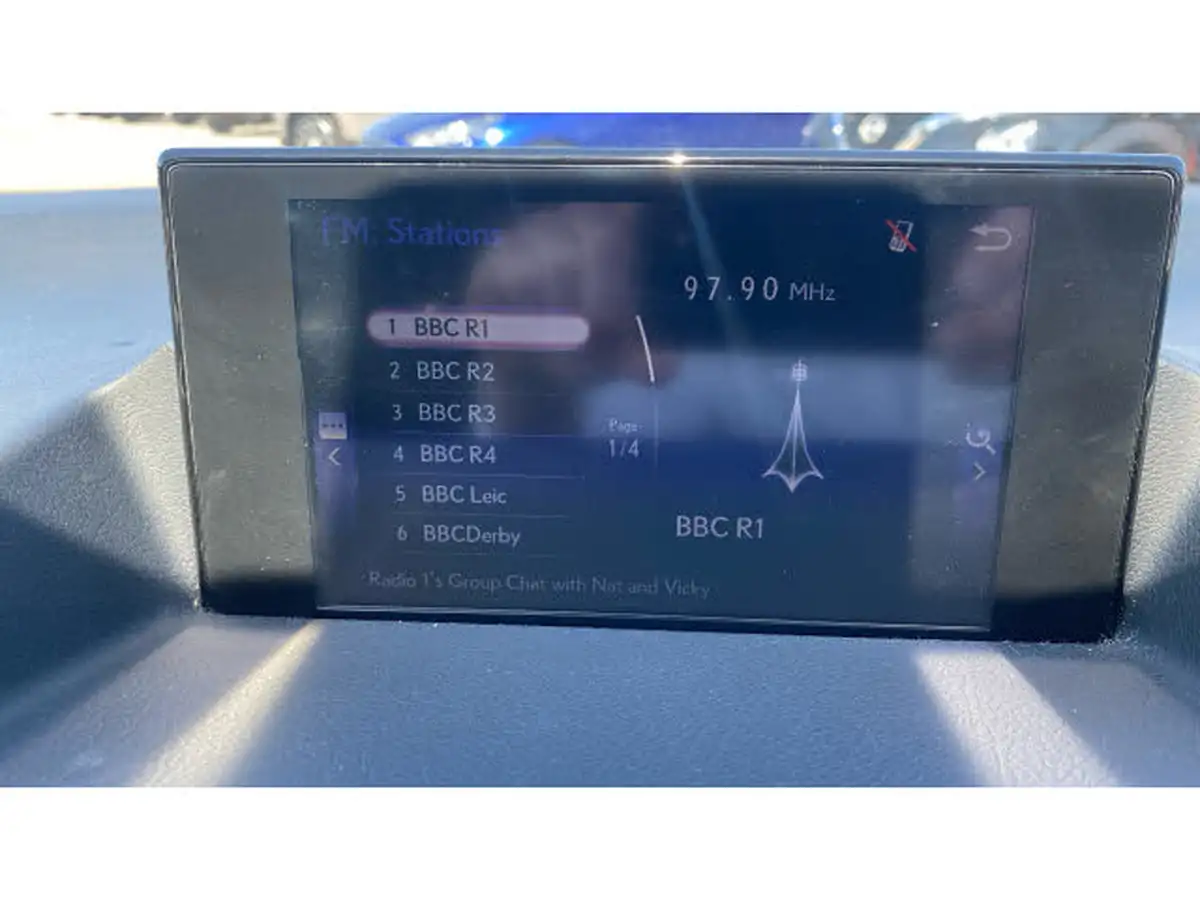 FM: Stations
97.90 MHz
1 BBC R1
2 BBC R2
3 BBC R3
4 BBC R4
5 BBC Leic
6 BBCDerby
Page
1/4
BBC R1
Radio 1's Group Chat with Nat and Vicky